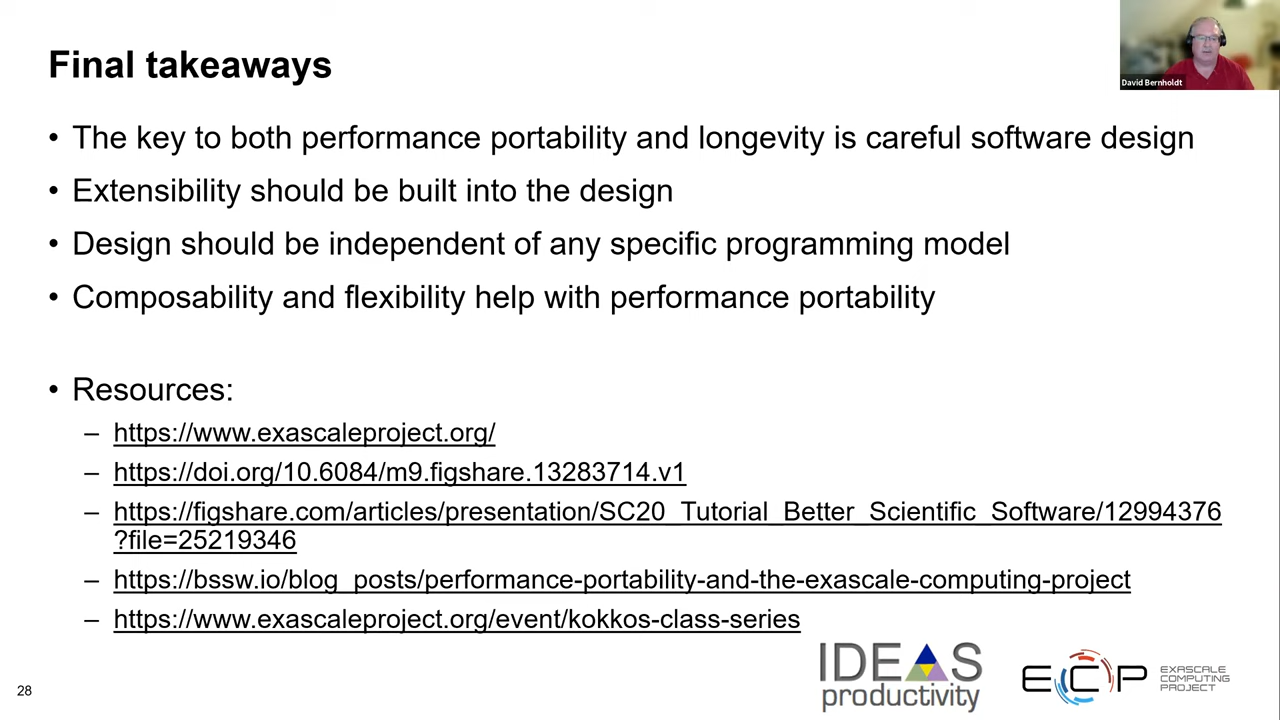 Final takeaways
David Bernholdt
• The key to both performance portability and longevity is careful software design
• Extensibility should be built into the design
• Design should be independent of any specific programming model
• Composability and flexibility help with performance portability
• Resources:
– https://www.exascaleproject.org/
– https://doi.org/10.6084/m9.figshare.13283714.v1
– https://figshare.com/articles/presentation/SC20_Tutorial_Better_Scientific_Software/12994376
?file=25219346
– https://bssw.io/blog_posts/performance-portability-and-the-exascale-computing-project
– https://www.exascaleproject.org/event/kokkos-class-series
28
IDEAS
productivity
ECP
EXASCALE
COMPUTING
PROJECT